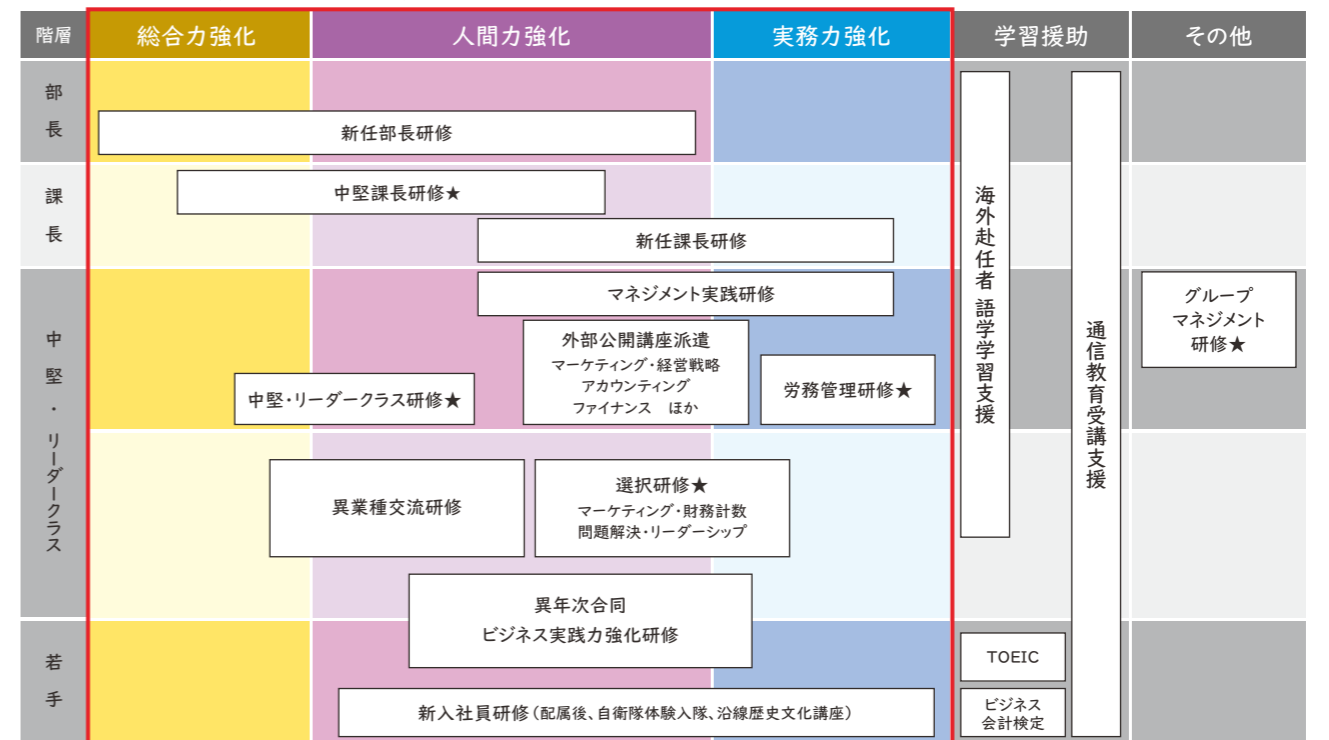 階層
総合力強化
人間力強化
実務力強化
学習援助
その他
部長
新任部長研修
課長
中堅課長研修★
新任課長研修
中堅・リーダークラス
マネジメント実践研修
外部公開講座派遣
マーケティング・経営戦略
アカウンティング
ファイナンス　ほか
労務管理研修★
中堅・リーダークラス研修★
異業種交流研修
選択研修★
マーケティング・財務計数
問題解決・リーダーシップ
異年次合同
ビジネス実践力強化研修
若手
新入社員研修（配属後、自衛隊体験入隊、沿線歴史文化講座）
海外赴任者 語学学習支援
通信教育受講支援
TOEIC
ビジネス
会計検定
グループ
マネジメント
研修★